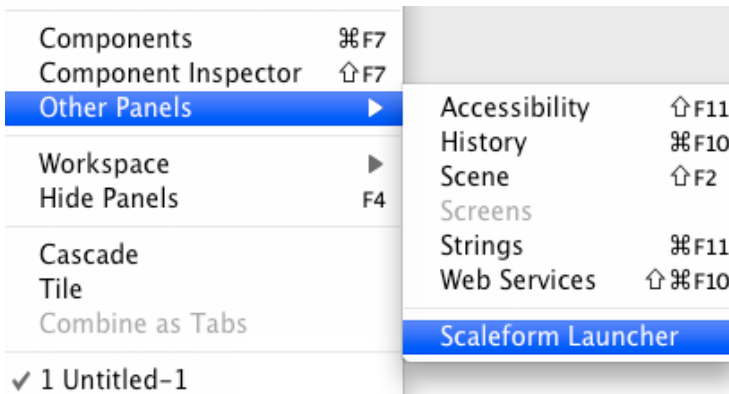 Components ⌘F7
Component Inspector ⇧F7
Other Panels ▶
Workspace ▶
Hide Panels F4
Cascade
Tile
Combine as Tabs
✓ 1 Untitled-1
Accessibility ⇧F11
History ⌘F10
Scene ⇧F2
Screens
Strings ⌘F11
Web Services ⇧⌘F10
Scaleform Launcher